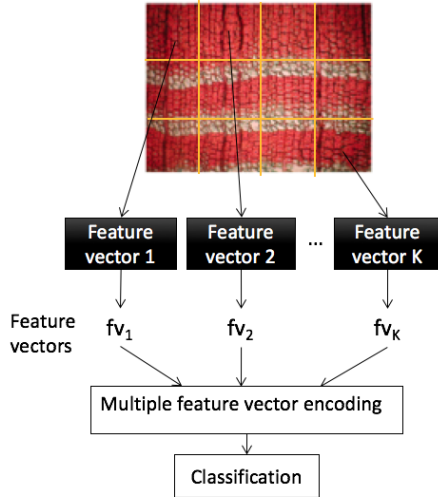 Feature vector 1
Feature vector 2
...
Feature vector K
Feature vectors
fv1
fv2
fvK
Multiple feature vector encoding
Classification